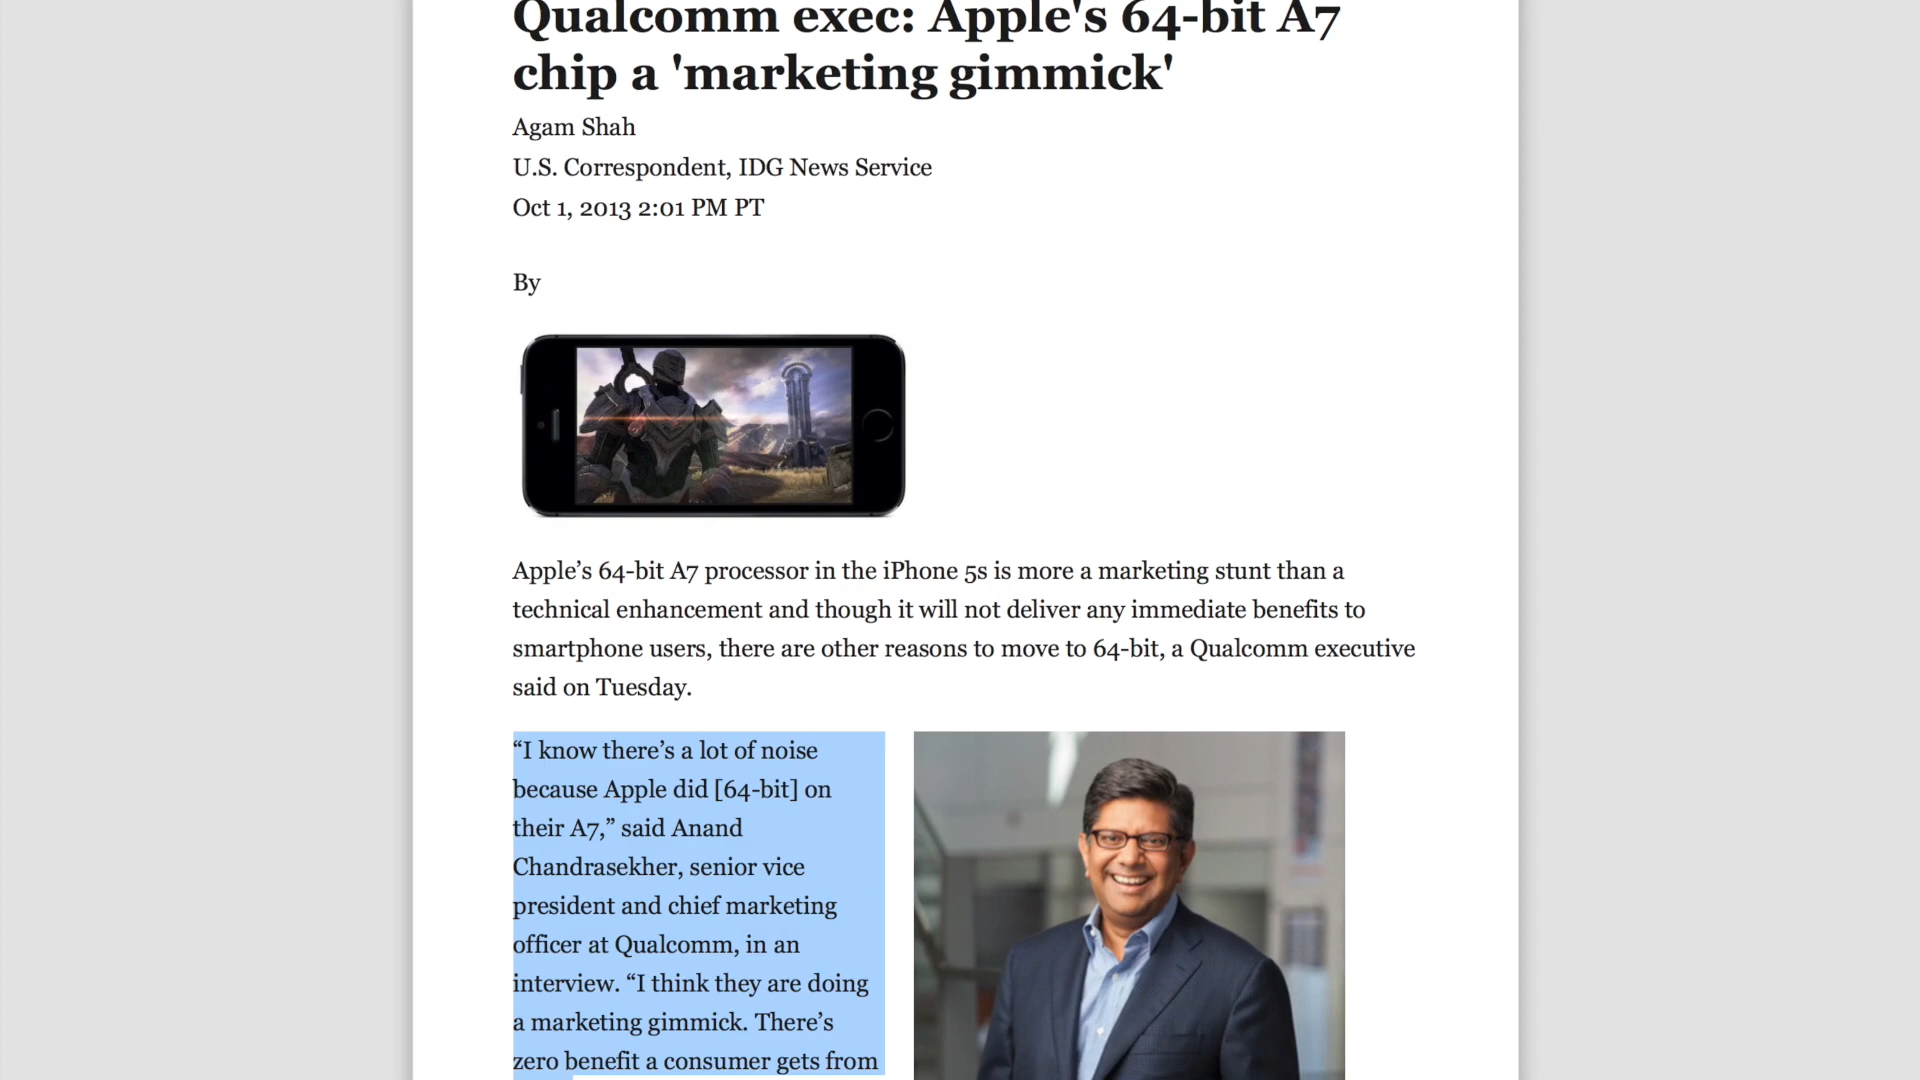 Qualcomm exec: Apple's 64-bit A7
chip a 'marketing gimmick'
Agam Shah
U.S. Correspondent, IDG News Service
Oct 1, 2013 2:01 PM PT
By
Apple’s 64-bit A7 processor in the iPhone 5s is more a marketing stunt than a
technical enhancement and though it will not deliver any immediate benefits to
smartphone users, there are other reasons to move to 64-bit, a Qualcomm executive
said on Tuesday.
“I know there’s a lot of noise
because Apple did [64-bit] on
their A7,” said Anand
Chandrasekher, senior vice
president and chief marketing
officer at Qualcomm, in an
interview. “I think they are doing
a marketing gimmick. There’s
zero benefit a consumer gets from